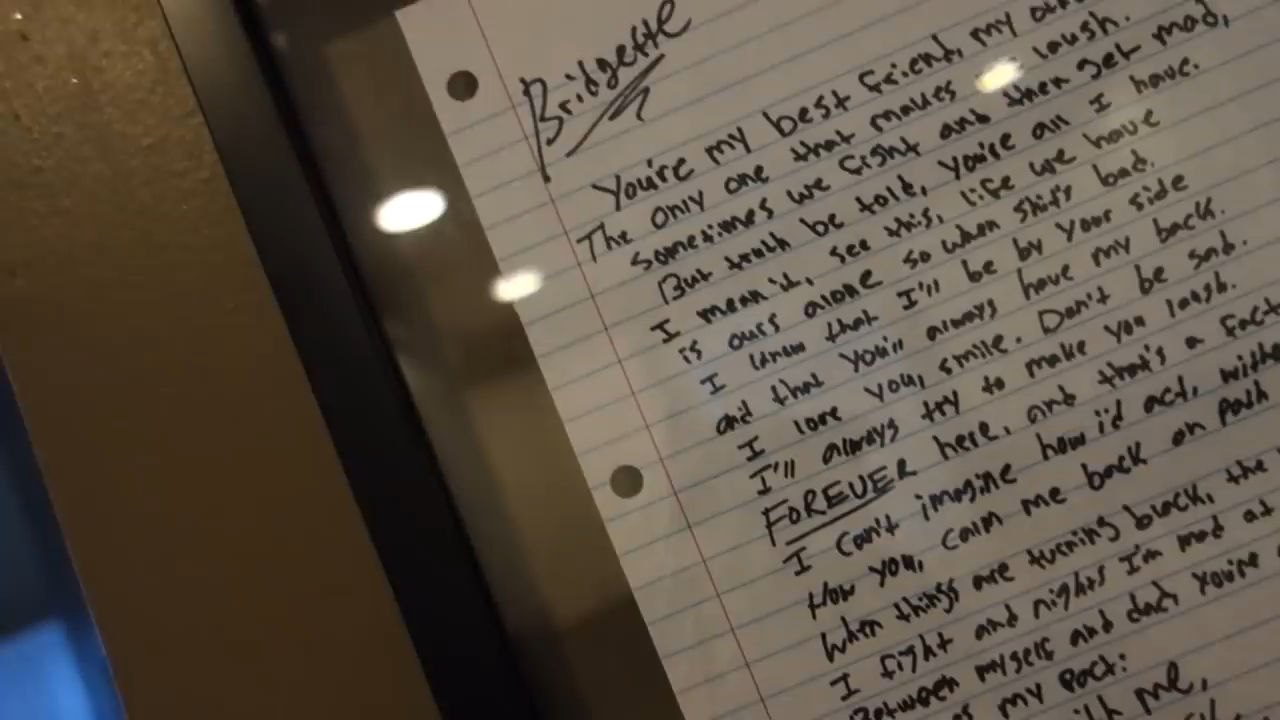 Bridgette
You're my best friend, my
The only one that makes laugh.
sometimes we fight and then get mad,
But truth be told, you're all I have.
I mean it, see this, life we have
is ours alone so when shit's bad.
I know that I'll be by your side
and that you'll always have my back.
I love you, smile. Don't be sad.
I'll always try to make you laugh.
FOREVER here, and that's a fact
I can't imagine how i'd act,
How you, calm me back on path
When things are turning black, the
I fight and nights I'm mad at
Between myself and dad you're
my pact:
me,